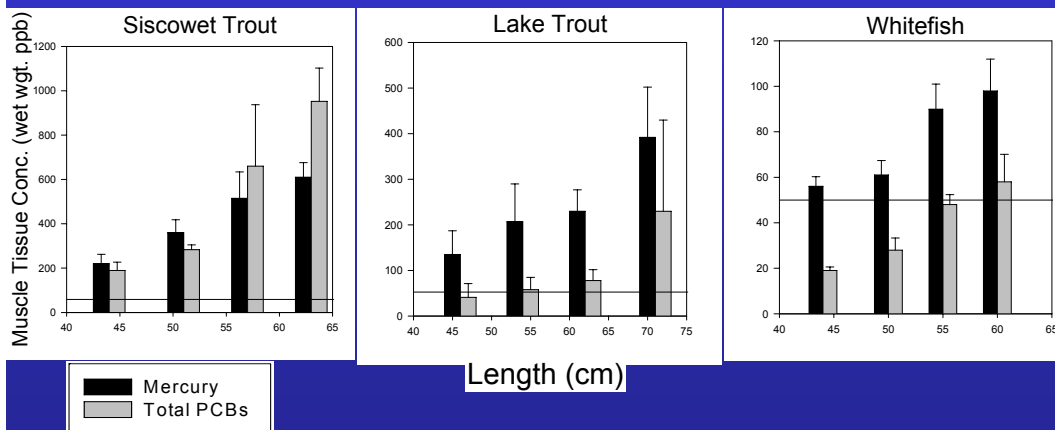 Siscowet Trout
Lake Trout
Whitefish
Muscle Tissue Conc. (wet wgt. ppb)
1200
1000
800
600
400
200
0
40 45 50 55 60 65
600
500
400
300
200
100
0
40 45 50 55 60 65 70 75
120
100
80
60
40
20
0
40 45 50 55 60 65
Length (cm)
Mercury
Total PCBs